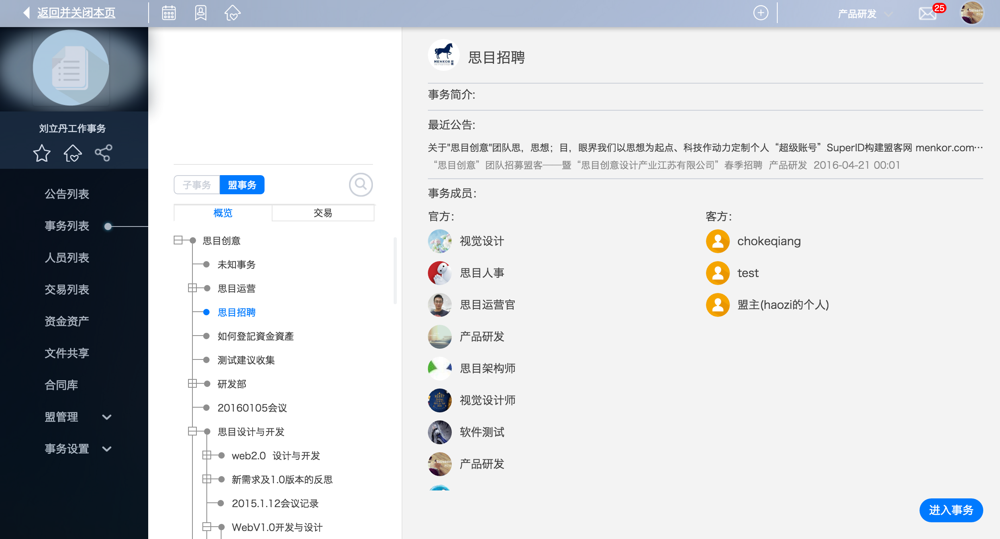 返回并关闭本页
产品研发
25
刘立丹工作事务
公告列表
事务列表
人员列表
交易列表
资金资产
文件共享
合同库
盟管理
事务设置
子事务
盟事务
概览
交易
思目创意
未知事务
思目运营
思目招聘
如何登記資金資產
测试建议收集
研发部
20160105会议
思目设计与开发
web2.0 设计与开发
新需求及1.0版本的反思
2015.1.12会议记录
WebV1.0开发与设计
MENKOR 招聘
思目招聘
事务简介:
最近公告:
关于"思目创意"团队思，思想；目，眼界我们以思想为起点、科技作动力定制个人“超级账号”SuperID构建盟客网 menkor.com…
“思目创意”团队招募盟客——暨“思目创意设计产业江苏有限公司”春季招聘 产品研发 2016-04-21 00:01
事务成员：
官方：
视觉设计
思目人事
思目运营官
产品研发
思目架构师
MERRY
视觉设计师
软件测试
产品研发
客方：
chokeqiang
test
盟主(haozi的个人)
进入事务